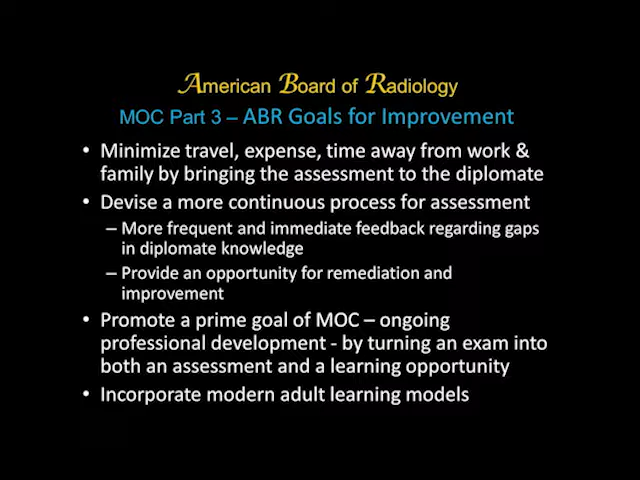 American Board of Radiology
MOC Part 3 – ABR Goals for Improvement
• Minimize travel, expense, time away from work &
family by bringing the assessment to the diplomate
• Devise a more continuous process for assessment
– More frequent and immediate feedback regarding gaps
in diplomate knowledge
– Provide an opportunity for remediation and
improvement
• Promote a prime goal of MOC – ongoing
professional development - by turning an exam into
both an assessment and a learning opportunity
• Incorporate modern adult learning models